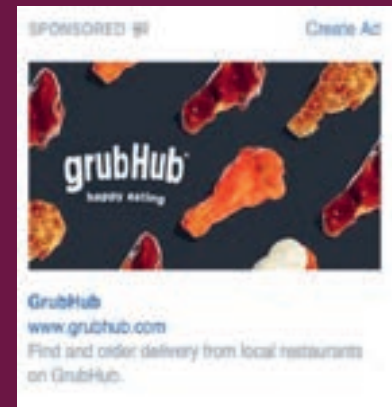 SPONSORED
Create Ad
grubHub
happy eating
GrubHub
www.grubhub.com
Find and order delivery from local restaurants
on GrubHub.